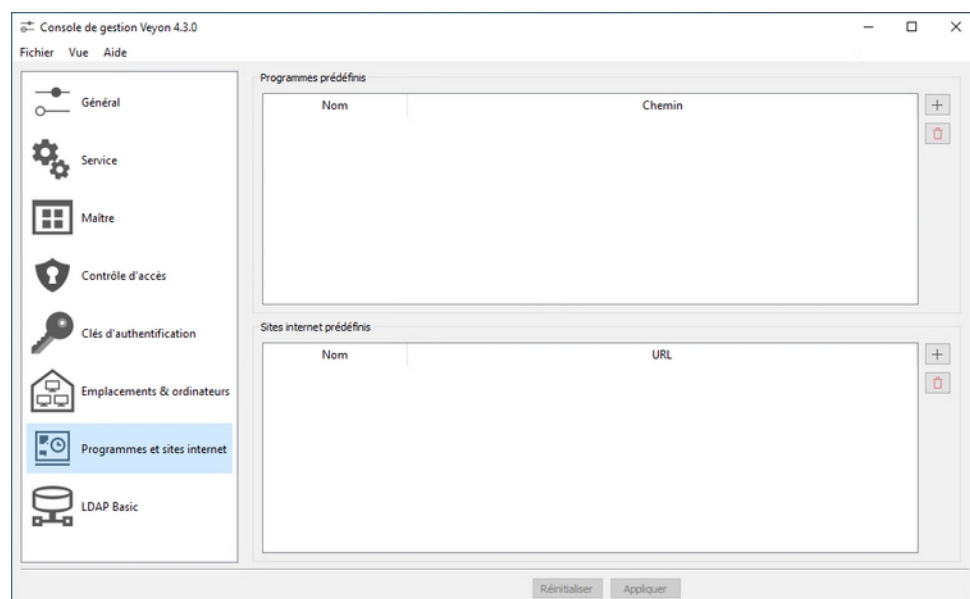 Console de gestion Veyon 4.3.0
Fichier Vue Aide
Général
Service
Maître
Contrôle d'accès
Clés d'authentification
Emplacements & ordinateurs
Programmes et sites internet
LDAP Basic
Programmes prédéfinis
Nom Chemin
Sites internet prédéfinis
Nom URL
Réinitialiser Appliquer